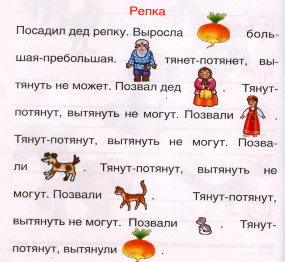 Репка
Посадил дед репку. Выросла боль-
шая-пребольшая. тянет-потянет, вы-
тянуть не может. Позвал дед . Тянут-
потянут, вытянуть не могут. Позвали .
Тянут-потянут, вытянуть не могут. Позва-
ли . Тянут-потянут, вытянуть не
могут. Позвали . Тянут-потянут,
вытянуть не могут. Позвали . Тянут-
потянут, вытянули .